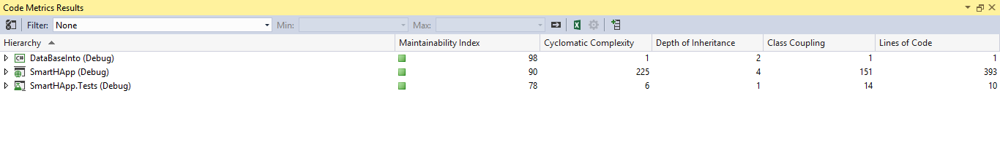 Code Metrics Results
Filter: None Min: Max:
Hierarchy Maintainability Index Cyclomatic Complexity Depth of Inheritance Class Coupling Lines of Code
C# DataBaseInto (Debug) 98 1 2 1 1
SmartHApp (Debug) 90 225 4 151 393
SmartHApp.Tests (Debug) 78 6 1 14 10